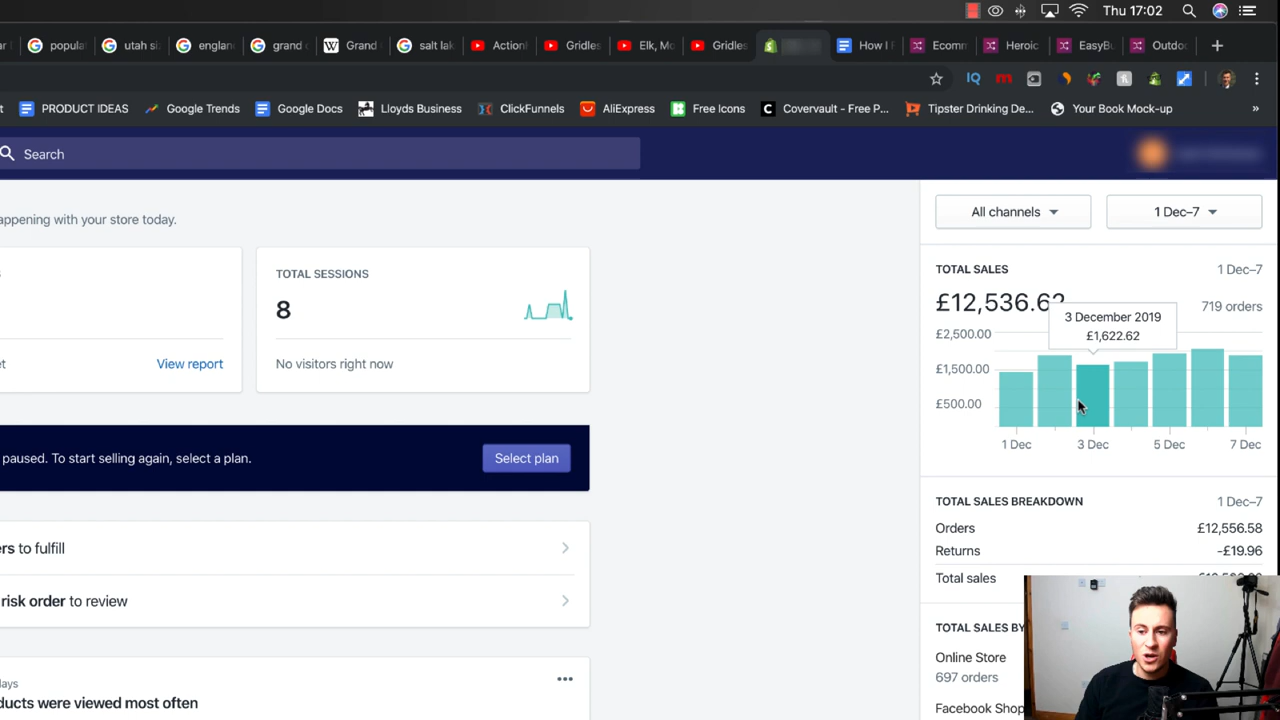 Thu 17:02
popula
utah si
englan
grand c
Grand
salt lak
Action
Gridles
Elk, Mo
Gridles
How I F
Ecomn
Heroic
EasyBu
Outdo
PRODUCT IDEAS
Google Trends
Google Docs
Lloyds Business
ClickFunnels
AliExpress
Free Icons
Covervault - Free P...
Tipster Drinking De...
Your Book Mock-up
Search
appening with your store today.
All channels
1 Dec–7
TOTAL SESSIONS
8
No visitors right now
View report
TOTAL SALES
1 Dec–7
£12,536.62
719 orders
3 December 2019
£1,622.62
£2,500.00
£1,500.00
£500.00
1 Dec
3 Dec
5 Dec
7 Dec
paused. To start selling again, select a plan.
Select plan
TOTAL SALES BREAKDOWN
1 Dec–7
Orders
£12,556.58
Returns
-£19.96
Total sales
ers to fulfill
risk order to review
TOTAL SALES BY
Online Store
697 orders
Facebook Shop
days
ducts were viewed most often